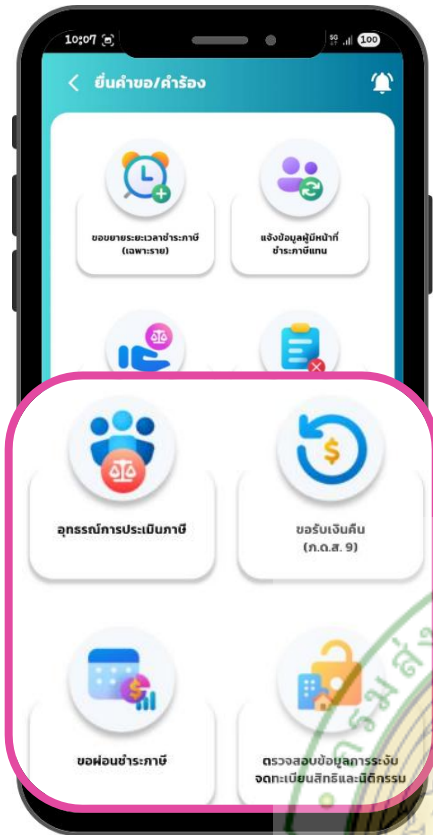 10:07
5G
100
ยื่นคำขอ/คำร้อง
ขอขยายระยะเวลาชำระภาษี
(เฉพาะราย)
แจ้งข้อมูลผู้มีหน้าที่
ชำระภาษีแทน
อุทธรณ์การประเมินภาษี
ขอรับเงินคืน
(ภ.ด.ส. 9)
ขอผ่อนชำระภาษี
ตรวจสอบข้อมูลการระงับ
จดทะเบียนสิทธิและนิติกรรม
กรมส่ง